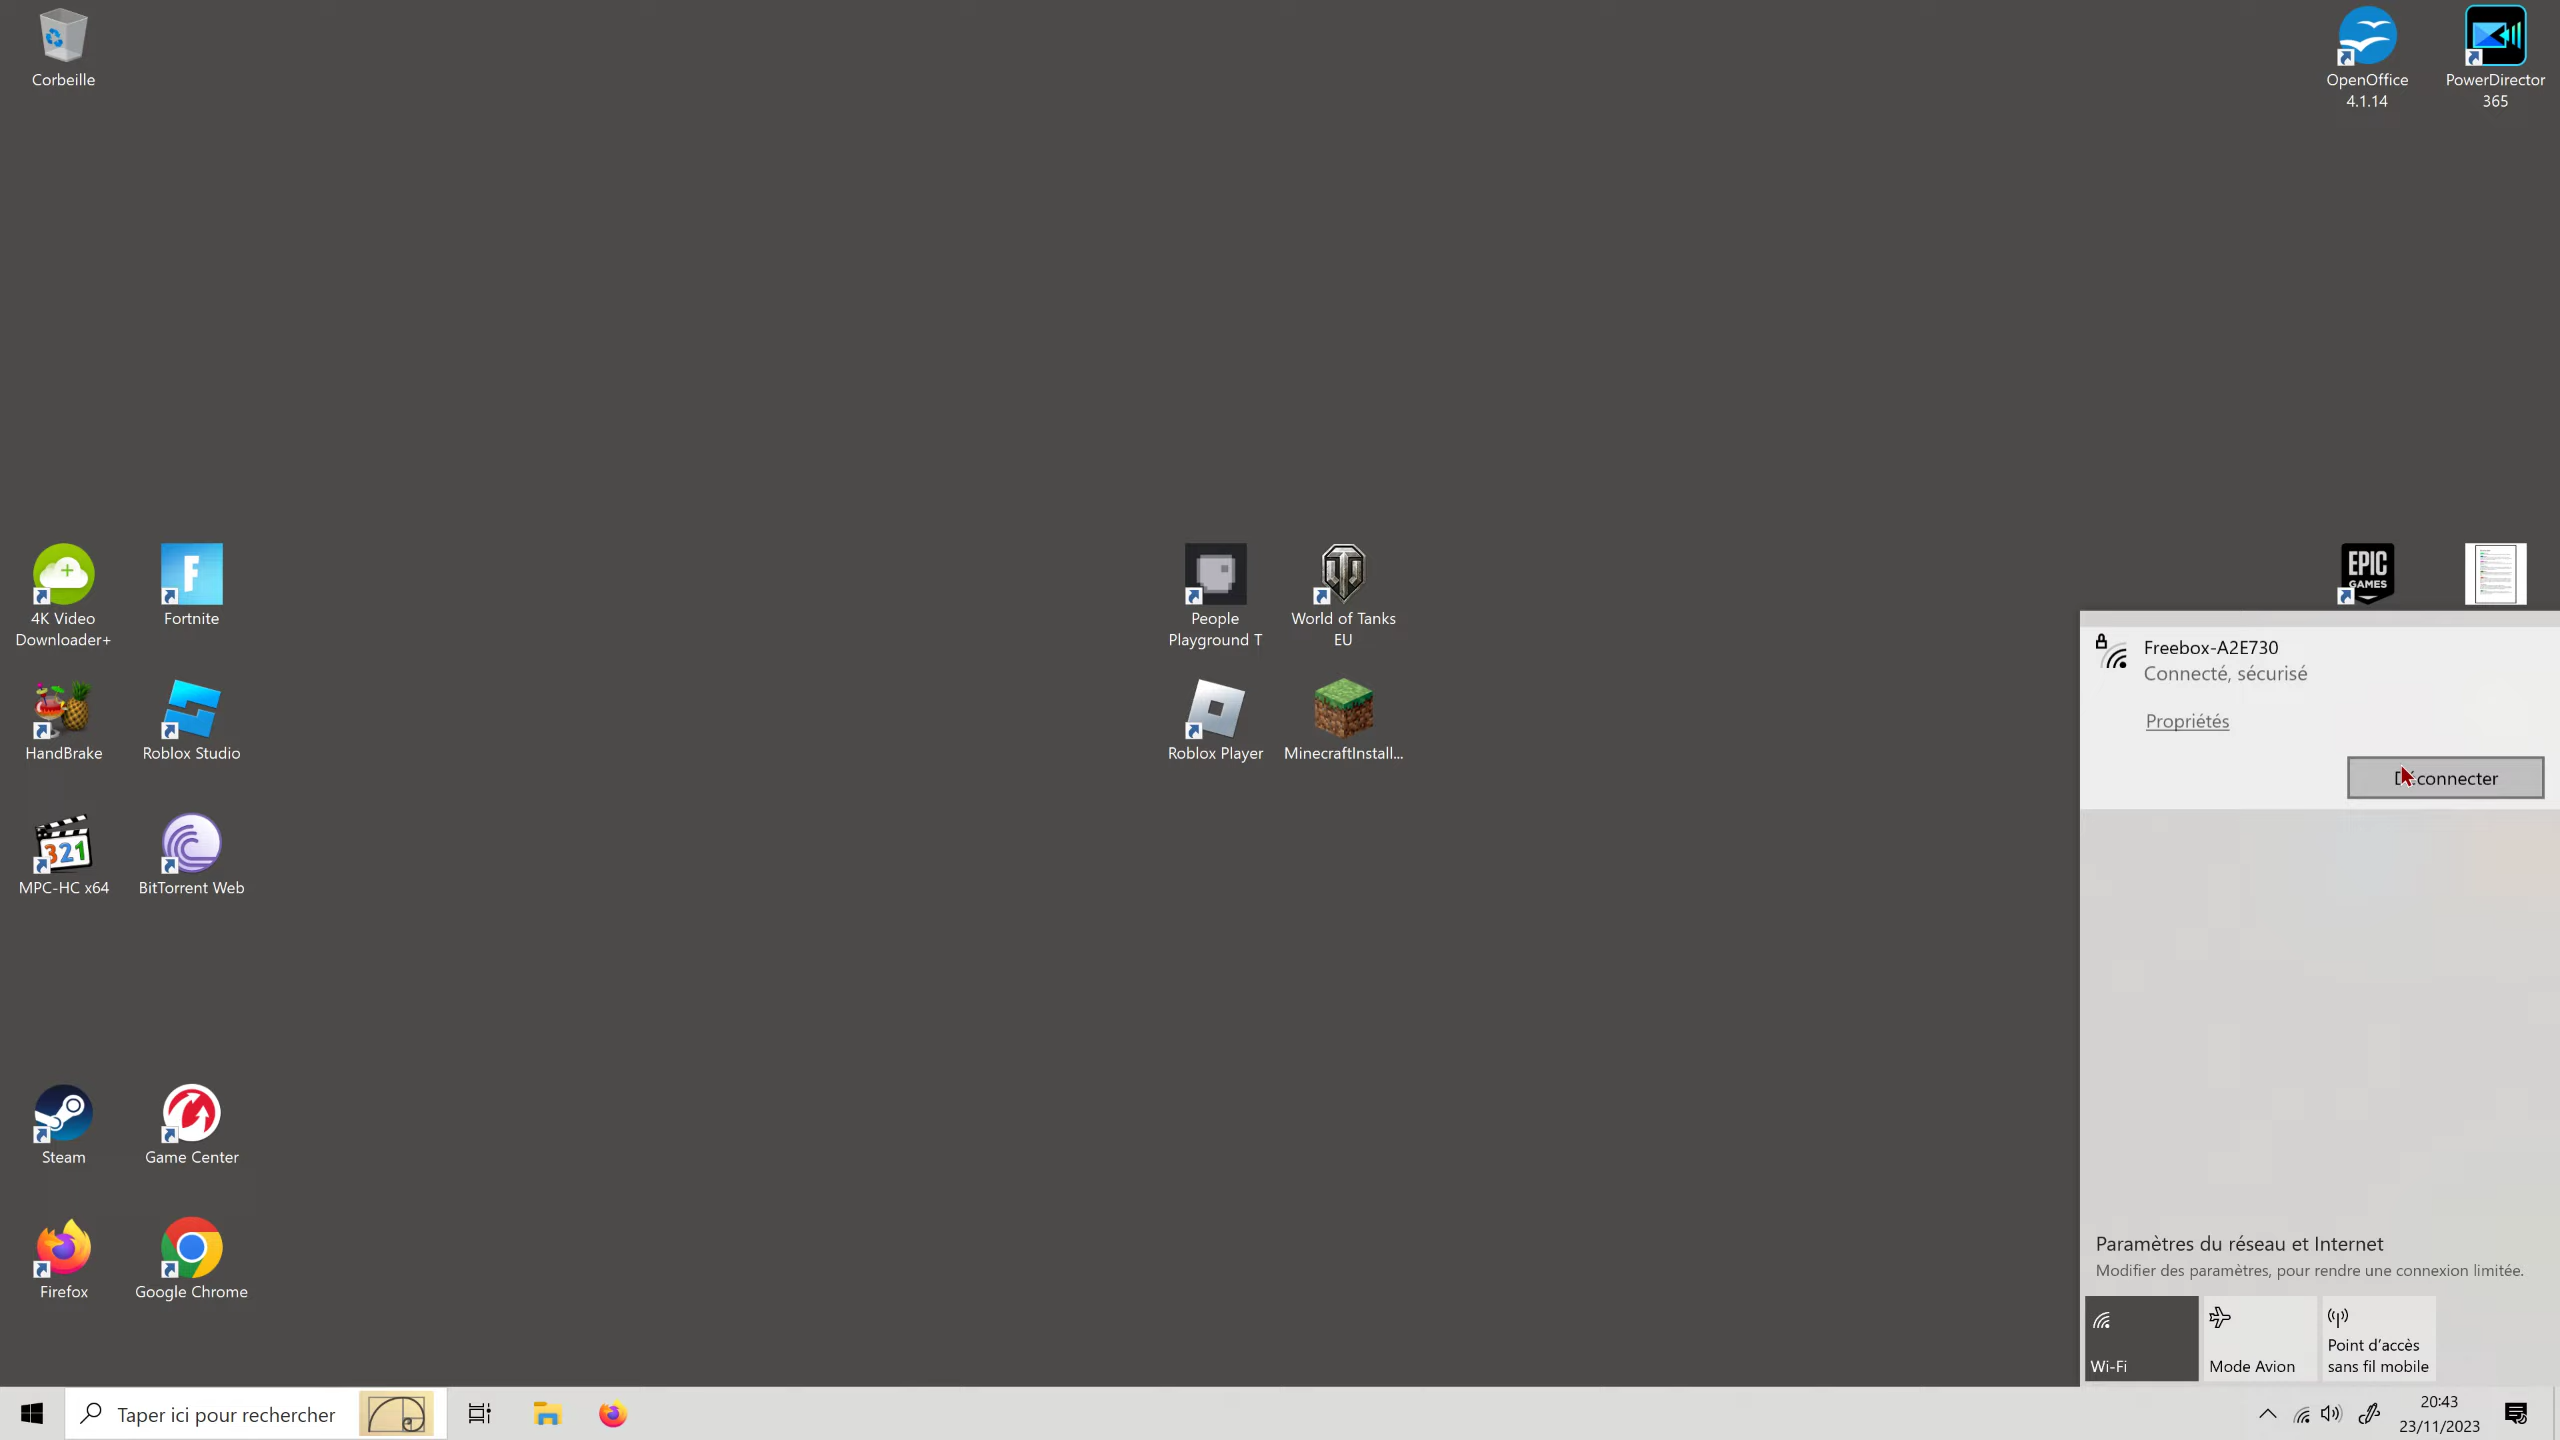 Corbeille
OpenOffice
4.1.14
PowerDirector
365
4K Video
Downloader+
F
Fortnite
People
Playground T
World of Tanks
EU
EPIC
GAMES
HandBrake
Roblox Studio
Roblox Player
MinecraftInstall...
321
MPC-HC x64
BitTorrent Web
Steam
Game Center
Firefox
Google Chrome
Freebox-A2E730
Connecté, sécurisé
Propriétés
connecter
Paramètres du réseau et Internet
Modifier des paramètres, pour rendre une connexion limitée.
Wi-Fi
Mode Avion
Point d’accès
sans fil mobile
Taper ici pour rechercher
20:43
23/11/2023